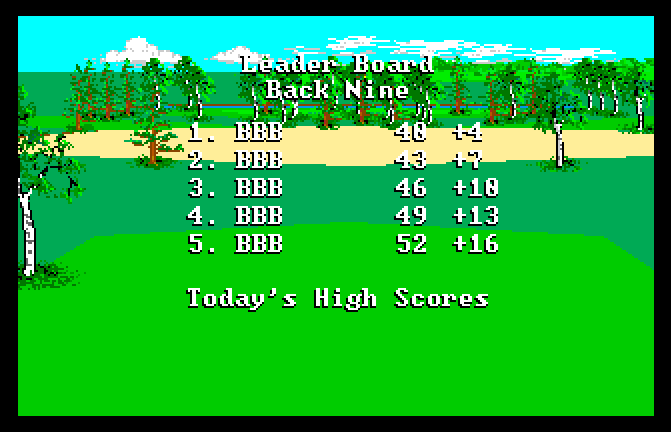 Leader Board
Back Nine
1. BBB 40 +4
2. BBB 43 +7
3. BBB 46 +10
4. BBB 49 +13
5. BBB 52 +16
Today's High Scores